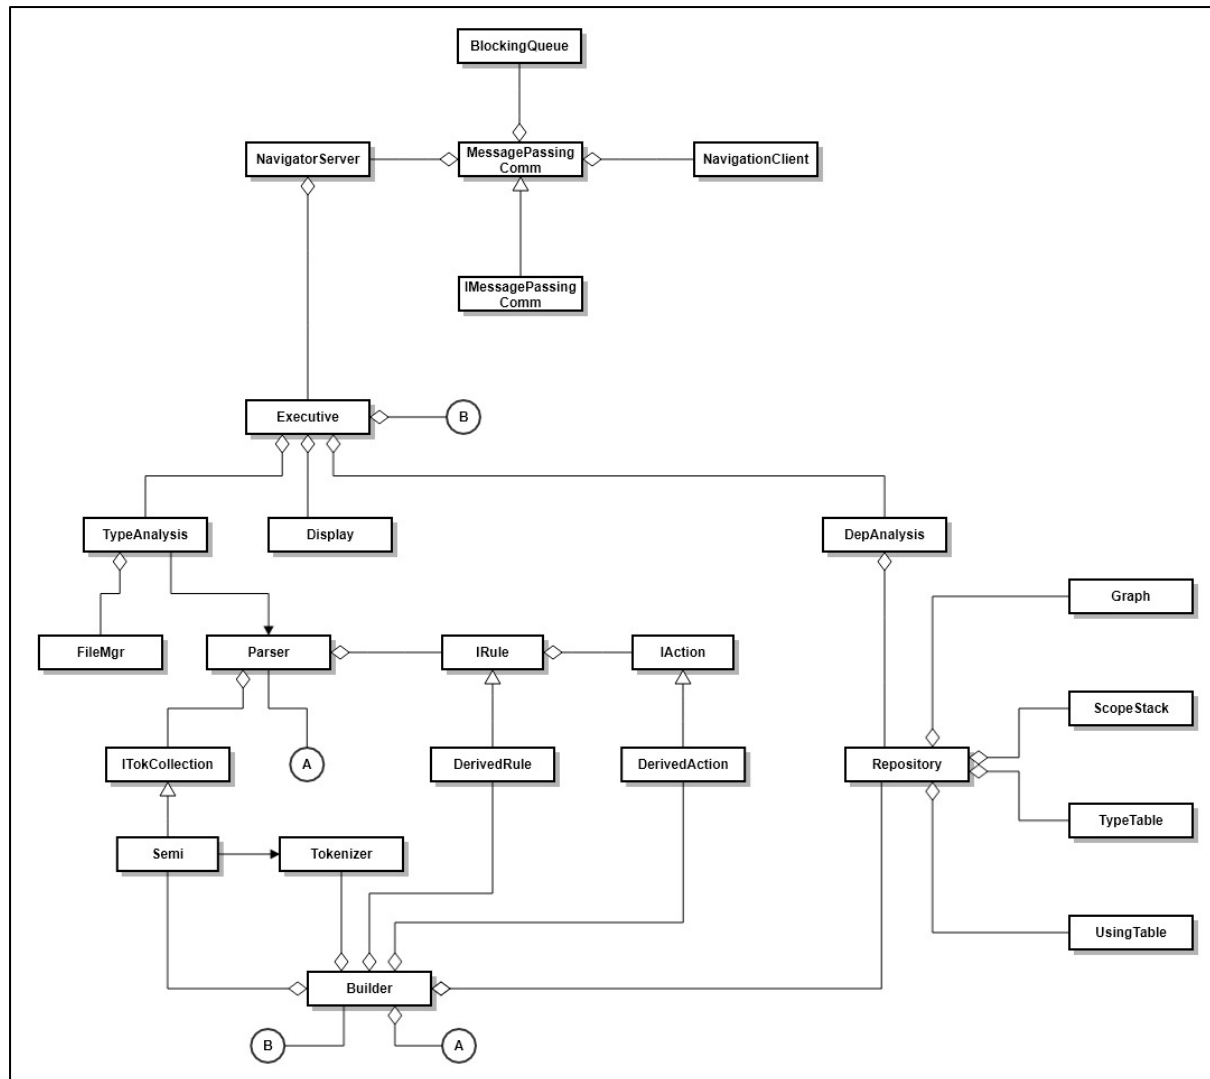 BlockingQueue
NavigatorServer
MessagePassing
Comm
NavigationClient
IMessagePassing
Comm
Executive
B
TypeAnalysis
Display
DepAnalysis
Graph
FileMgr
Parser
IRule
IAction
ScopeStack
ITokCollection
A
DerivedRule
DerivedAction
Repository
TypeTable
Semi
Tokenizer
UsingTable
Builder
B
A